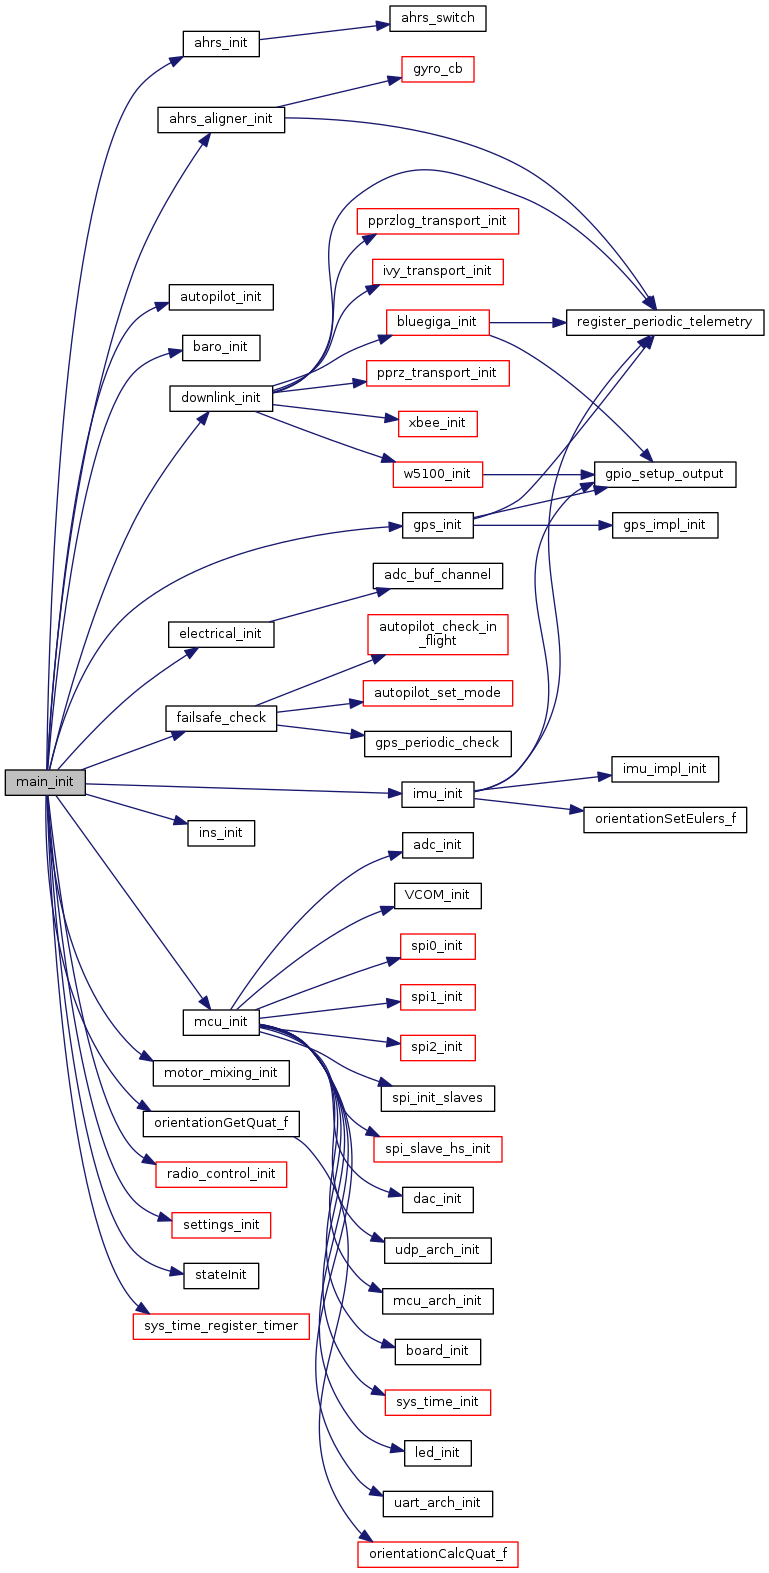 ahrs_switch
ahrs_init
gyro_cb
ahrs_aligner_init
pprzlog_transport_init
ivy_transport_init
autopilot_init
bluegiga_init
register_periodic_telemetry
baro_init
pprz_transport_init
downlink_init
xbee_init
w5100_init
gpio_setup_output
gps_init
gps_impl_init
adc_buf_channel
electrical_init
autopilot_check_in
_flight
autopilot_set_mode
failsafe_check
gps_periodic_check
imu_impl_init
main_init
imu_init
orientationSetEulers_f
ins_init
adc_init
VCOM_init
spi0_init
spi1_init
mcu_init
spi2_init
motor_mixing_init
spi_init_slaves
orientationGetQuat_f
spi_slave_hs_init
radio_control_init
dac_init
settings_init
udp_arch_init
stateInit
mcu_arch_init
sys_time_register_timer
board_init
sys_time_init
led_init
uart_arch_init
orientationCalcQuat_f